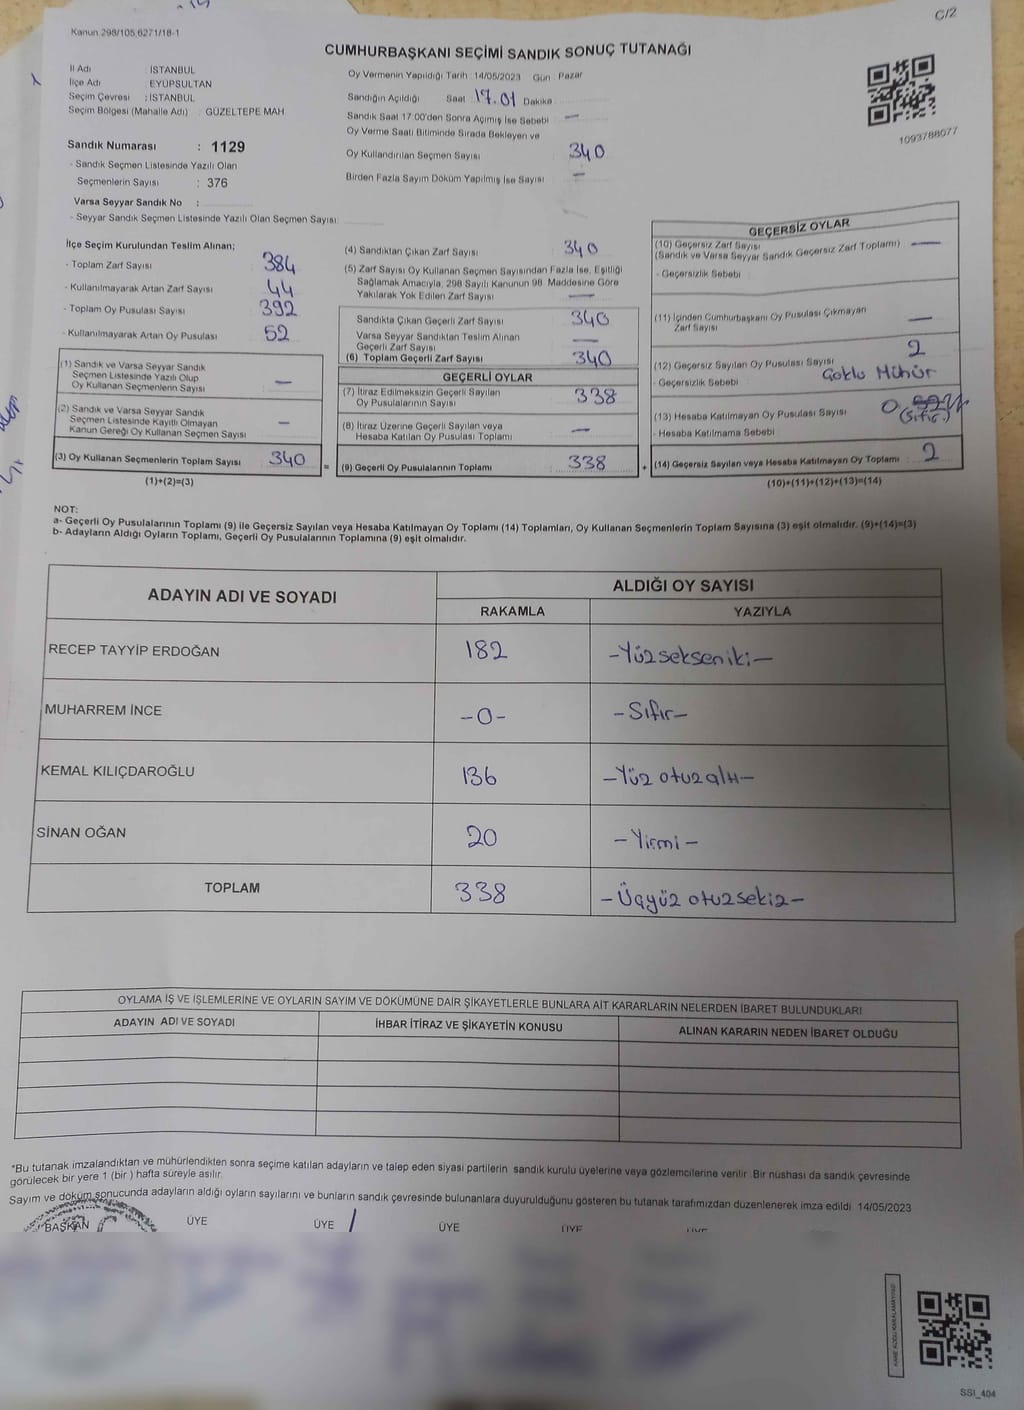 C/2
Kanun 298/105,6271/18-1
CUMHURBAŞKANI SEÇİMİ SANDIK SONUÇ TUTANAĞI
İl Adı : İSTANBUL
İlçe Adı : EYÜPSULTAN
Seçim Çevresi : İSTANBUL
Seçim Bölgesi (Mahalle Adı) : GÜZELTEPE MAH
Sandık Numarası : 1129
- Sandık Seçmen Listesinde Yazılı Olan
Seçmenlerin Sayısı : 376
Varsa Seyyar Sandık No :
- Seyyar Sandık Seçmen Listesinde Yazılı Olan Seçmen Sayısı:
Oy Vermenin Yapıldığı Tarih : 14/05/2023 Gün : Pazar
Sandığın Açıldığı Saat 17.01 Dakika
Sandık Saat 17:00'den Sonra Açımış İse Sebebi —
Oy Verme Saati Bitiminde Sırada Bekleyen ve
Oy Kullandırılan Seçmen Sayısı 340
Birden Fazla Sayım Döküm Yapılmış İse Sayısı —
1093788077
İlçe Seçim Kurulundan Teslim Alınan;
- Toplam Zarf Sayısı 384
- Kullanılmayarak Artan Zarf Sayısı 44
- Toplam Oy Pusulası Sayısı 392
- Kullanılmayarak Artan Oy Pusulası 52
(1) Sandık ve Varsa Seyyar Sandık
Seçmen Listesinde Yazılı Olup
Oy Kullanan Seçmenlerin Sayısı —
(2) Sandık ve Varsa Seyyar Sandık
Seçmen Listesinde Kayıtlı Olmayan
Kanun Gereği Oy Kullanan Seçmen Sayısı —
(3) Oy Kullanan Seçmenlerin Toplam Sayısı 340 =
(1)+(2)=(3)
(4) Sandıktan Çıkan Zarf Sayısı : 340
(5) Zarf Sayısı Oy Kullanan Seçmen Sayısından Fazla İse, Eşitliği
Sağlamak Amacıyla, 298 Sayılı Kanunun 98. Maddesine Göre
Yakılarak Yok Edilen Zarf Sayısı —
Sandıkta Çıkan Geçerli Zarf Sayısı : 340
Varsa Seyyar Sandıktan Teslim Alınan
Geçerli Zarf Sayısı —
(6) Toplam Geçerli Zarf Sayısı 340
GEÇERLİ OYLAR
(7) İtiraz Edilmeksizin Geçerli Sayılan
Oy Pusulalarının Sayısı : 338
(8) İtiraz Üzerine Geçerli Sayılan veya
Hesaba Katılan Oy Pusulası Toplamı —
(9) Geçerli Oy Pusulalarının Toplamı : 338 +
GEÇERSİZ OYLAR
(10) Geçersiz Zarf Sayısı
(Sandık ve Varsa Seyyar Sandık Geçersiz Zarf Toplamı) —
- Geçersizlik Sebebi
(11) İçinden Cumhurbaşkanı Oy Pusulası Çıkmayan
Zarf Sayısı —
(12) Geçersiz Sayılan Oy Pusulası Sayısı 2
- Geçersizlik Sebebi Çoklu Mühür
(13) Hesaba Katılmayan Oy Pusulası Sayısı 0 (Sıfır)
- Hesaba Katılmama Sebebi
(14) Geçersiz Sayılan veya Hesaba Katılmayan Oy Toplamı : 2
(10)+(11)+(12)+(13)=(14)
NOT:
a- Geçerli Oy Pusulalarının Toplamı (9) ile Geçersiz Sayılan veya Hesaba Katılmayan Oy Toplamı (14) Toplamları, Oy Kullanan Seçmenlerin Toplam Sayısına (3) eşit olmalıdır. (9)+(14)=(3)
b- Adayların Aldığı Oyların Toplamı, Geçerli Oy Pusulalarının Toplamına (9) eşit olmalıdır.
ADAYIN ADI VE SOYADI ALDIĞI OY SAYISI
RAKAMLA YAZIYLA
RECEP TAYYİP ERDOĞAN 182 -Yüzsekseniki-
MUHARREM İNCE -0- -Sıfır-
KEMAL KILIÇDAROĞLU 136 -Yüz otuzaltı-
SİNAN OĞAN 20 -Yirmi-
TOPLAM 338 -Üçyüz otuzsekiz-
OYLAMA İŞ VE İŞLEMLERİNE VE OYLARIN SAYIM VE DÖKÜMÜNE DAİR ŞİKAYETLERLE BUNLARA AİT KARARLARIN NELERDEN İBARET BULUNDUKLARI
ADAYIN ADI VE SOYADI İHBAR İTİRAZ VE ŞİKAYETİN KONUSU ALINAN KARARIN NEDEN İBARET OLDUĞU
*Bu tutanak imzalandıktan ve mühürlendikten sonra seçime katılan adayların ve talep eden siyasi partilerin sandık kurulu üyelerine veya gözlemcilerine verilir. Bir nüshası da sandık çevresinde
görülecek bir yere 1 (bir ) hafta süreyle asılır.
Sayım ve döküm sonucunda adayların aldığı oyların sayılarını ve bunların sandık çevresinde bulunanlara duyurulduğunu gösteren bu tutanak tarafımızdan düzenlenerek imza edildi. 14/05/2023
BAŞKAN ÜYE ÜYE ÜYE ÜYE ÜYE
KARE KODU KARALAMAYINIZ!
SSI_404